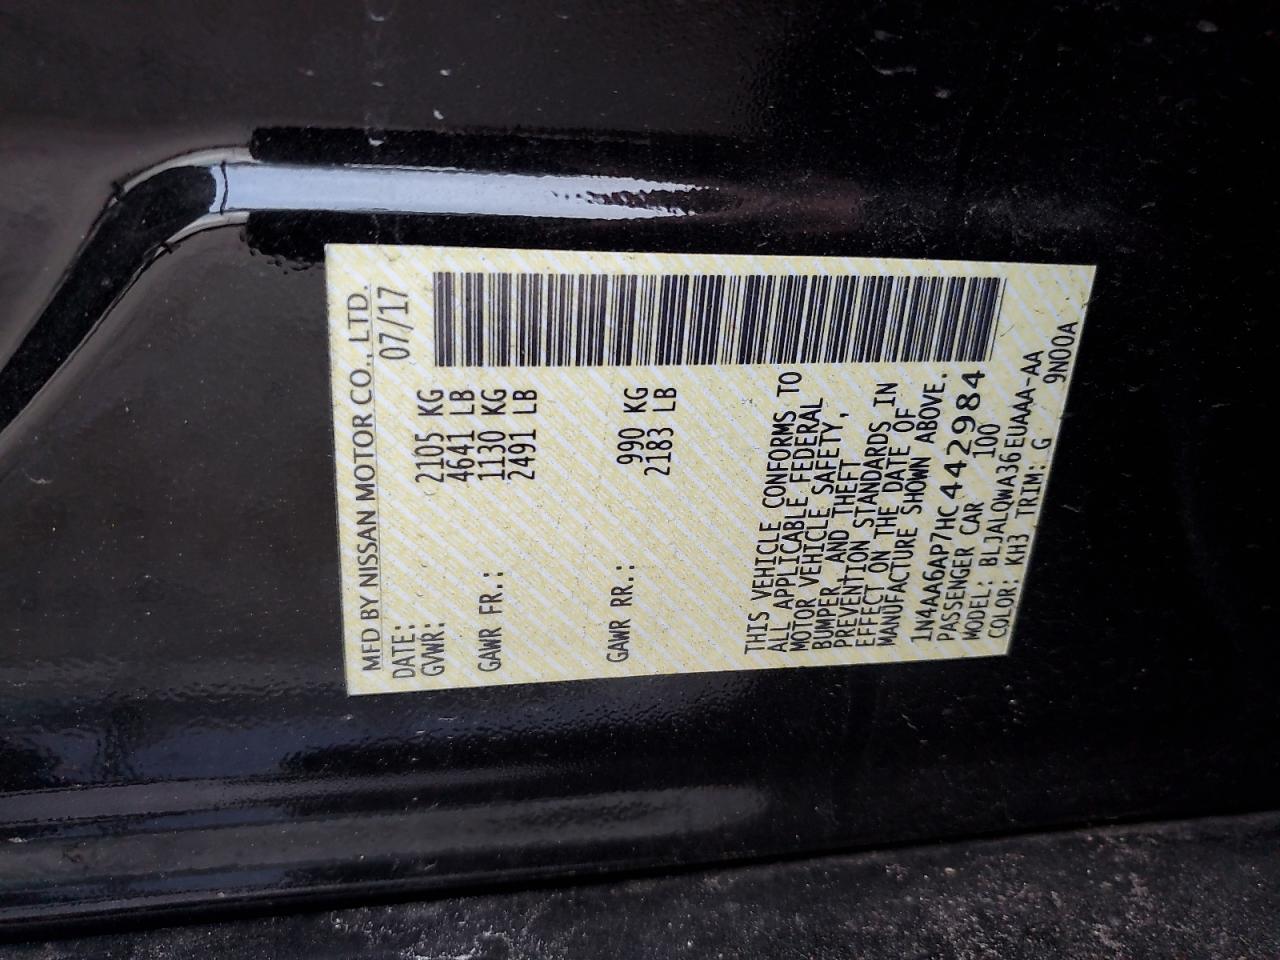 MFD BY NISSAN MOTOR CO., LTD.
DATE: 07/17
GVWR: 2105 KG
4641 LB
GAWR FR.: 1130 KG
2491 LB
GAWR RR.: 990 KG
2183 LB
THIS VEHICLE CONFORMS TO
ALL APPLICABLE FEDERAL
MOTOR VEHICLE SAFETY,
BUMPER, AND THEFT
PREVENTION STANDARDS IN
EFFECT ON THE DATE OF
MANUFACTURE SHOWN ABOVE.
1N4AA6AP7HC442984
PASSENGER CAR 100
MODEL: BLJALQWA36EUAAA-AA
COLOR: KH3 TRIM: G 9N00A